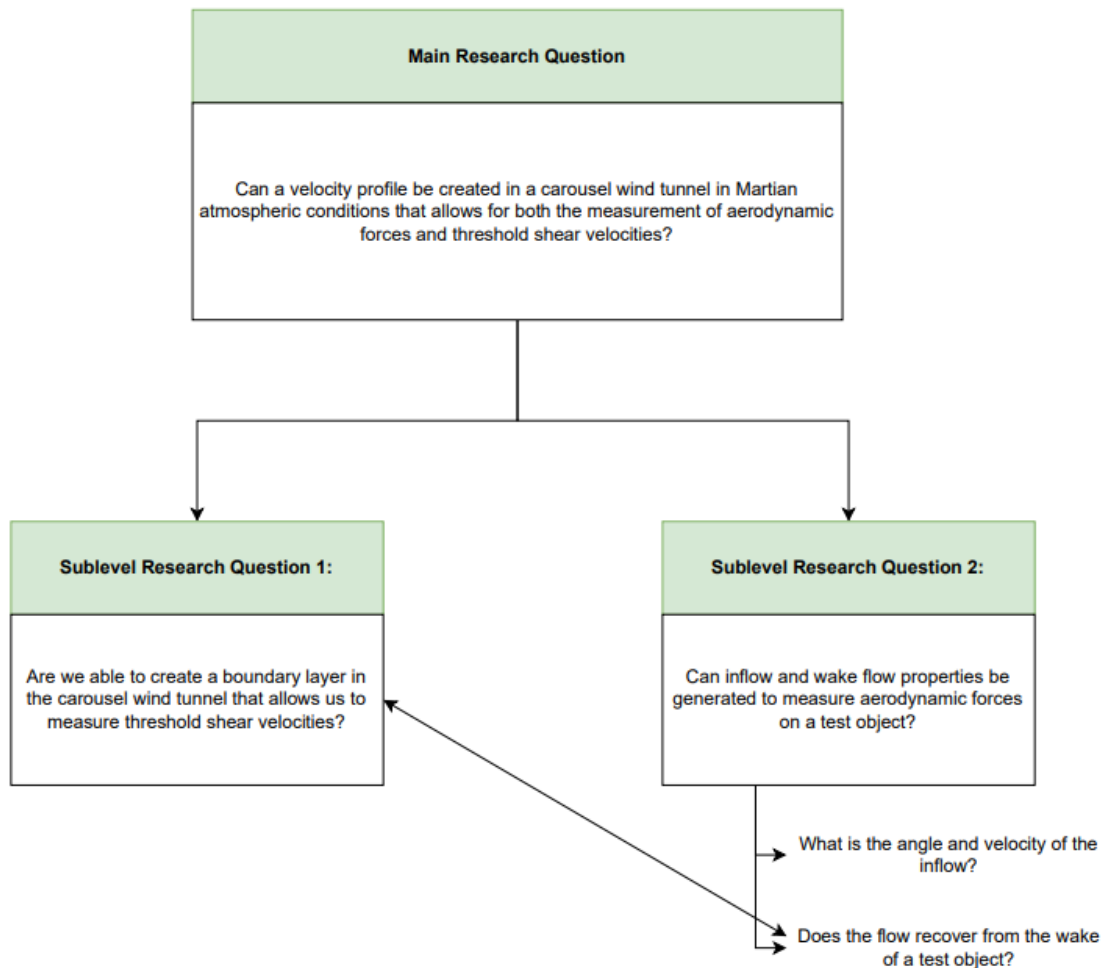 Main Research Question
Can a velocity profile be created in a carousel wind tunnel in Martian
atmospheric conditions that allows for both the measurement of aerodynamic
forces and threshold shear velocities?
Sublevel Research Question 1:
Are we able to create a boundary layer in
the carousel wind tunnel that allows us to
measure threshold shear velocities?
Sublevel Research Question 2:
Can inflow and wake flow properties be
generated to measure aerodynamic forces
on a test object?
What is the angle and velocity of the
inflow?
Does the flow recover from the wake
of a test object?